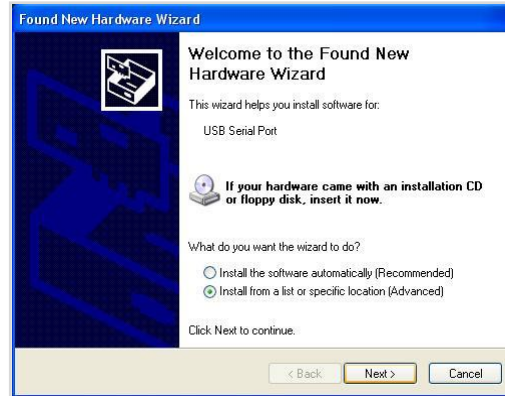 Found New Hardware Wizard
Welcome to the Found New
Hardware Wizard
This wizard helps you install software for:
USB Serial Port
If your hardware came with an installation CD
or floppy disk, insert it now.
What do you want the wizard to do?
Install the software automatically (Recommended)
Install from a list or specific location (Advanced)
Click Next to continue.
< Back
Next >
Cancel